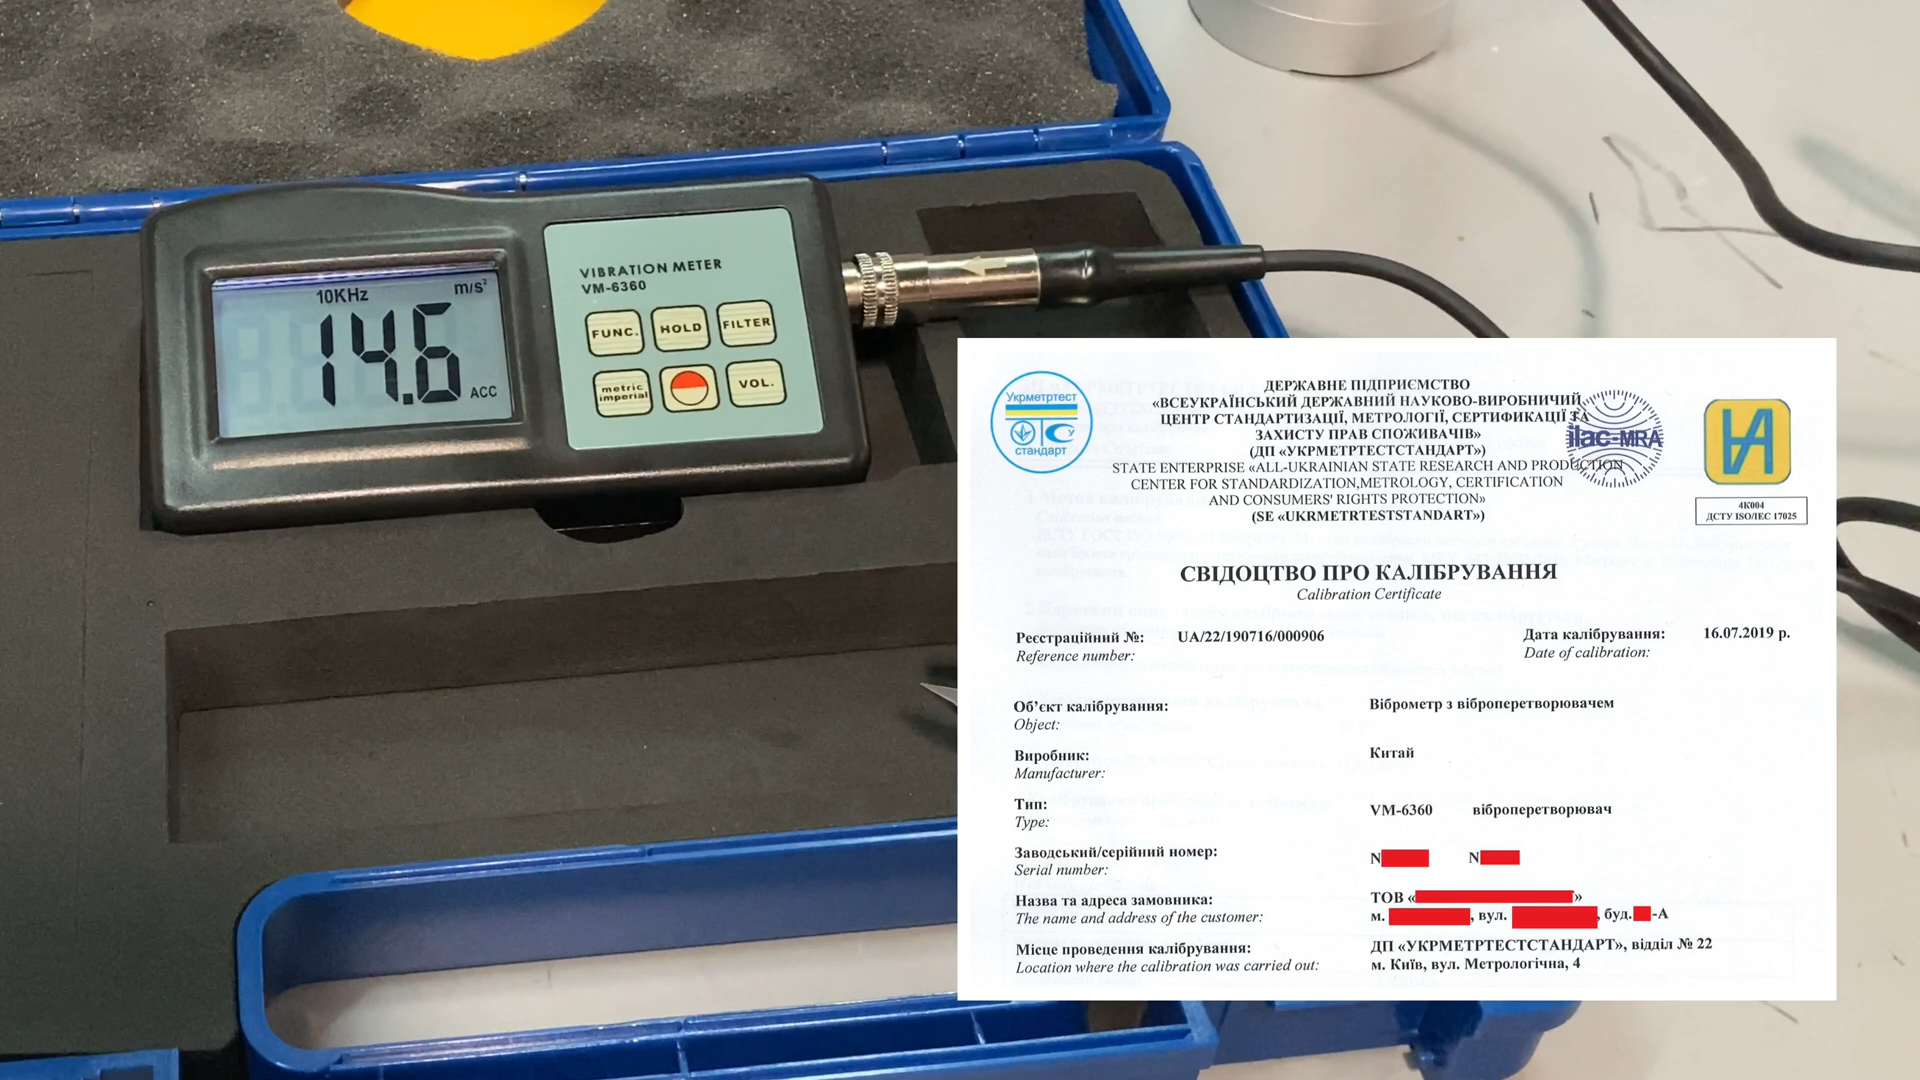 10KHz
m/s²
14.6
ACC
VIBRATION METER
VM-6360
FUNC.
HOLD
FILTER
metric
imperial
VOL.
Укрметртест
стандарт
ДЕРЖАВНЕ ПІДПРИЄМСТВО
«ВСЕУКРАЇНСЬКИЙ ДЕРЖАВНИЙ НАУКОВО-ВИРОБНИЧИЙ
ЦЕНТР СТАНДАРТИЗАЦІЇ, МЕТРОЛОГІЇ, СЕРТИФІКАЦІЇ ТА
ЗАХИСТУ ПРАВ СПОЖИВАЧІВ»
(ДП «УКРМЕТРТЕСТСТАНДАРТ»)
STATE ENTERPRISE «ALL-UKRAINIAN STATE RESEARCH AND PRODUCTION
CENTER FOR STANDARDIZATION,METROLOGY, CERTIFICATION
AND CONSUMERS' RIGHTS PROTECTION»
(SE «UKRMETRTESTSTANDART»)
ilac-MRA
4К004
ДСТУ ISO/IEC 17025
СВІДОЦТВО ПРО КАЛІБРУВАННЯ
Calibration Certificate
Реєстраційний №: UA/22/190716/000906
Reference number:
Дата калібрування: 16.07.2019 р.
Date of calibration:
Об’єкт калібрування: Віброметр з віброперетворювачем
Object:
Виробник: Китай
Manufacturer:
Тип: VM-6360 віброперетворювач
Type:
Заводський/серійний номер: N N
Serial number:
Назва та адреса замовника: ТОВ « »
The name and address of the customer: м. , вул. , буд. -А
Місце проведення калібрування: ДП «УКРМЕТРТЕСТСТАНДАРТ», відділ № 22
Location where the calibration was carried out: м. Київ, вул. Метрологічна, 4